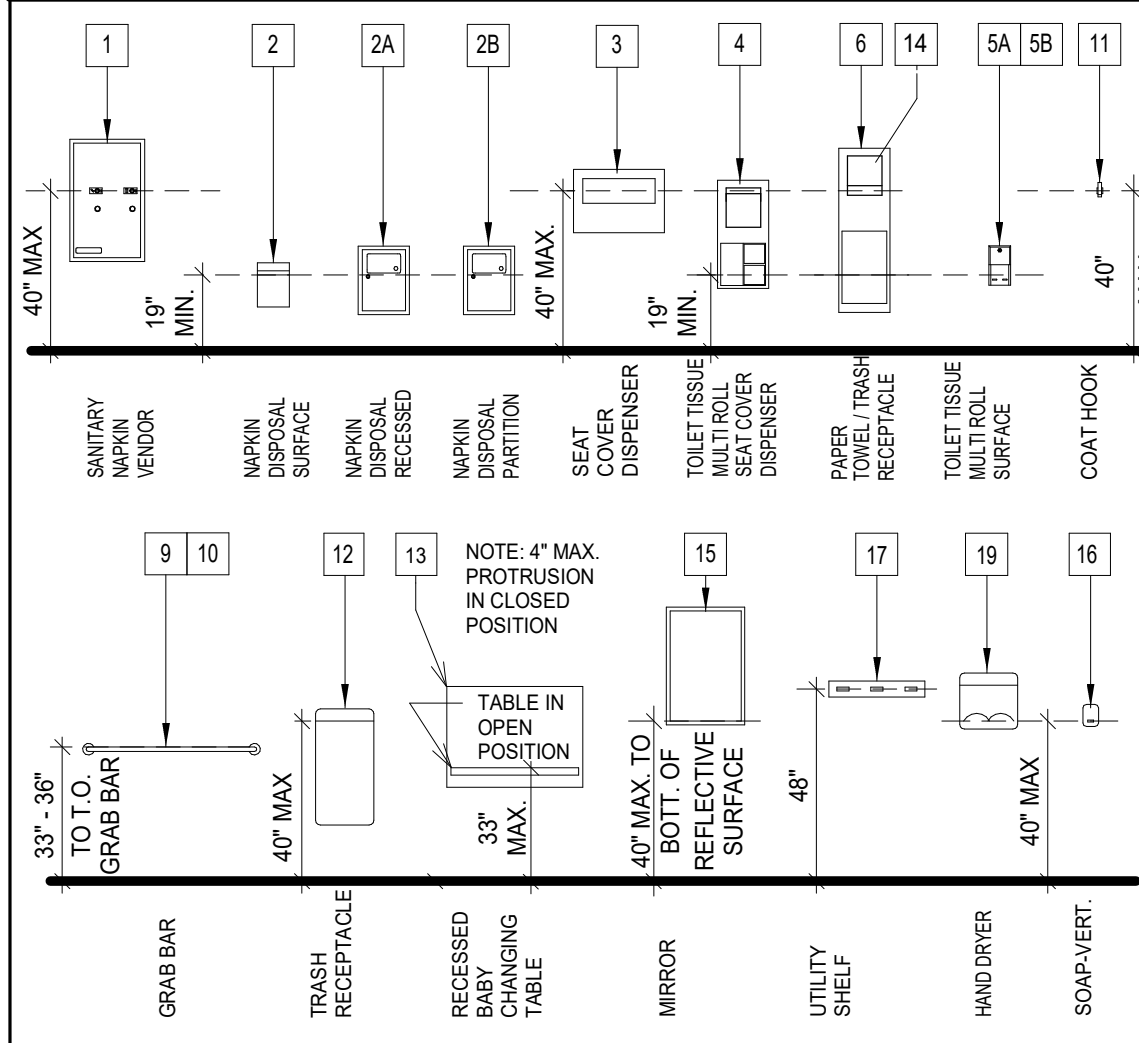 1
2
2A
2B
3
4
6
14
5A 5B
11
40" MAX
19"
MIN.
40" MAX.
19"
MIN.
40"
SANITARY
NAPKIN
VENDOR
NAPKIN
DISPOSAL
SURFACE
NAPKIN
DISPOSAL
RECESSED
NAPKIN
DISPOSAL
PARTITION
SEAT
COVER
DISPENSER
TOILET TISSUE
MULTI ROLL
SEAT COVER
DISPENSER
PAPER
TOWEL / TRASH
RECEPTACLE
TOILET TISSUE
MULTI ROLL
SURFACE
COAT HOOK
9 10
12
13
NOTE: 4" MAX.
PROTRUSION
IN CLOSED
POSITION
15
17
19
16
TABLE IN
OPEN
POSITION
33" - 36"
TO T.O.
GRAB BAR
40" MAX
33"
MAX.
40" MAX. TO
BOTT. OF
REFLECTIVE
SURFACE
48"
40" MAX
GRAB BAR
TRASH
RECEPTACLE
RECESSED
BABY
CHANGING
TABLE
MIRROR
UTILITY
SHELF
HAND DRYER
SOAP-VERT.